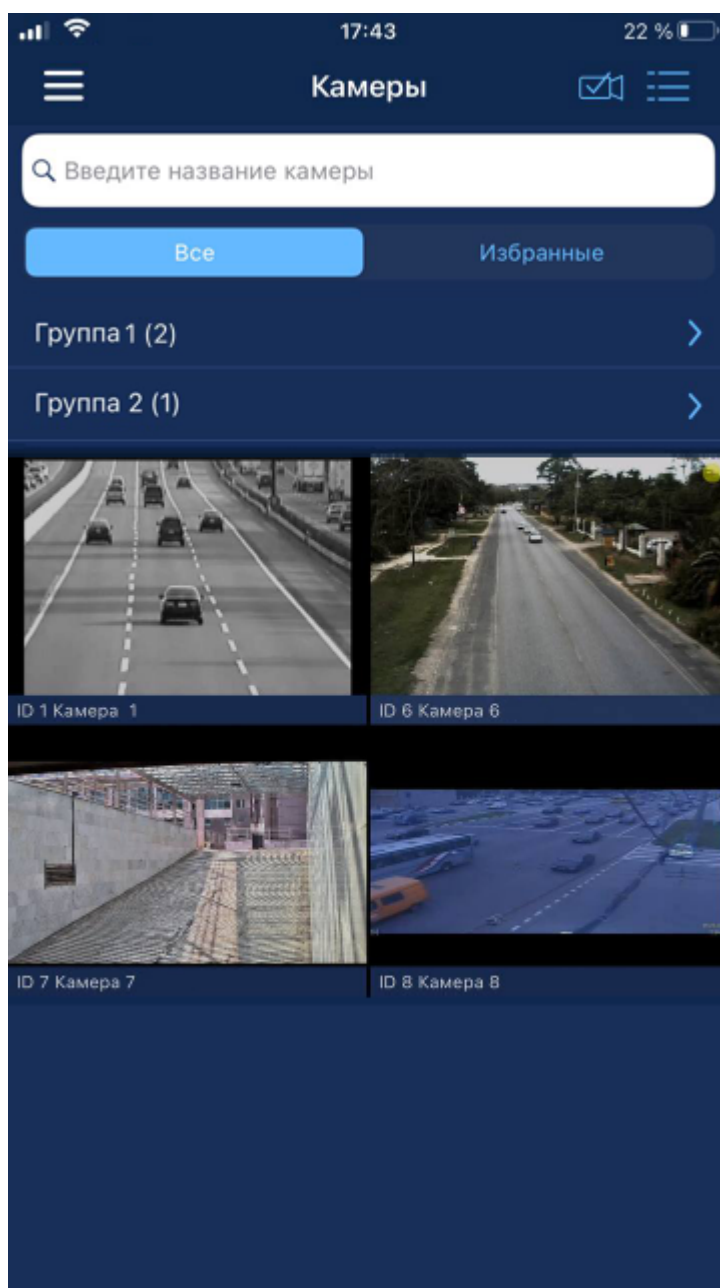 17:43
22 %
Камеры
Введите название камеры
Все
Избранные
Группа 1 (2)
Группа 2 (1)
ID 1 Камера 1
ID 6 Камера 6
ID 7 Камера 7
ID 8 Камера 8